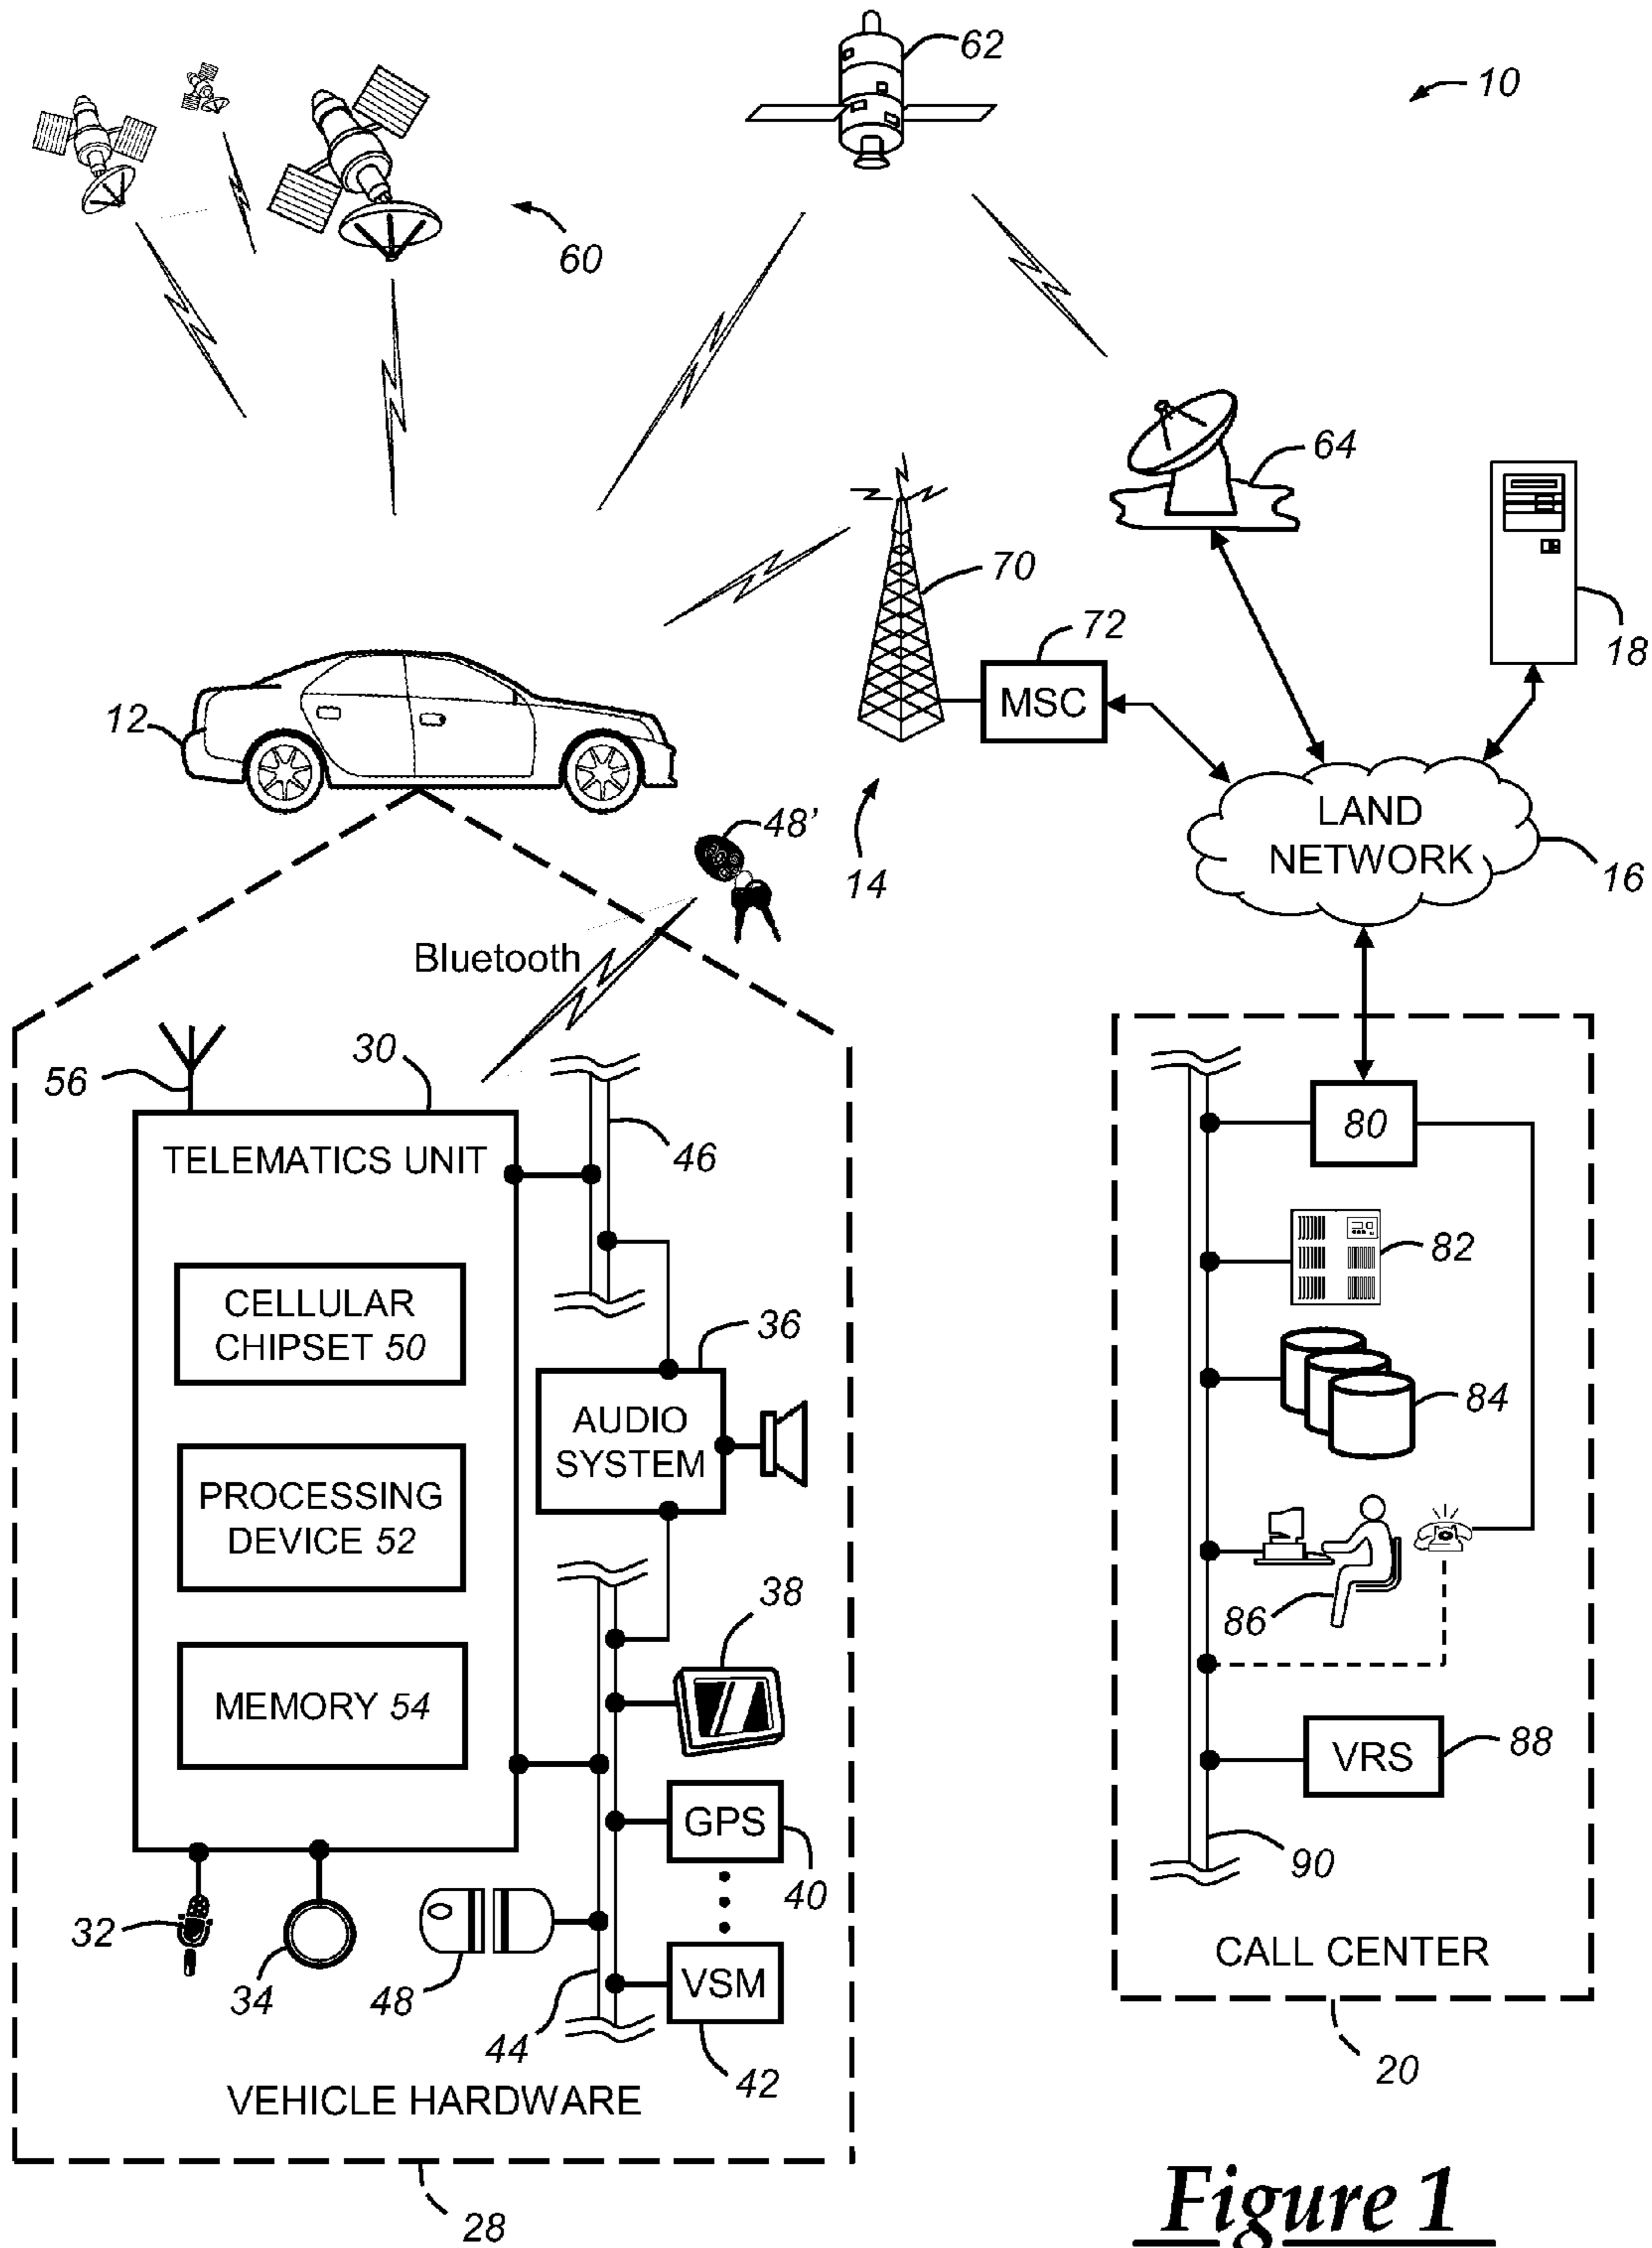 62
10
60
64
70
18
72
MSC
12
LAND
NETWORK
16
48'
14
Bluetooth
30
56
TELEMATICS UNIT
46
80
82
CELLULAR
CHIPSET 50
36
AUDIO
SYSTEM
84
PROCESSING
DEVICE 52
38
86
MEMORY 54
VRS
88
GPS
40
90
32
34
48
VSM
CALL CENTER
44
42
20
VEHICLE HARDWARE
28
Figure 1